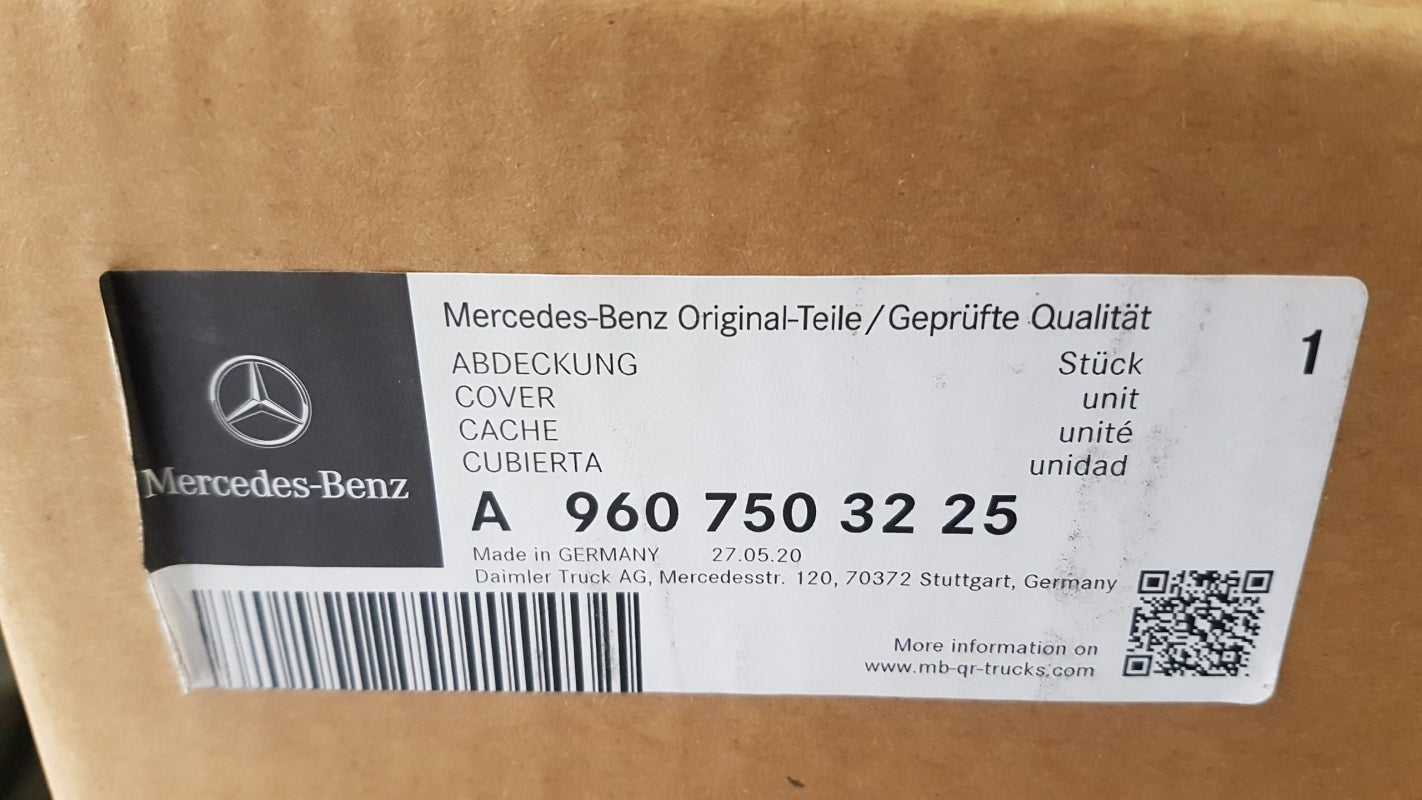 Mercedes-Benz Original-Teile/Geprüfte Qualität
ABDECKUNG Stück 1
COVER unit
CACHE unité
CUBIERTA unidad
Mercedes-Benz
A 960 750 32 25
Made in GERMANY 27.05.20
Daimler Truck AG, Mercedesstr. 120, 70372 Stuttgart, Germany
More information on
www.mb-qr-trucks.com